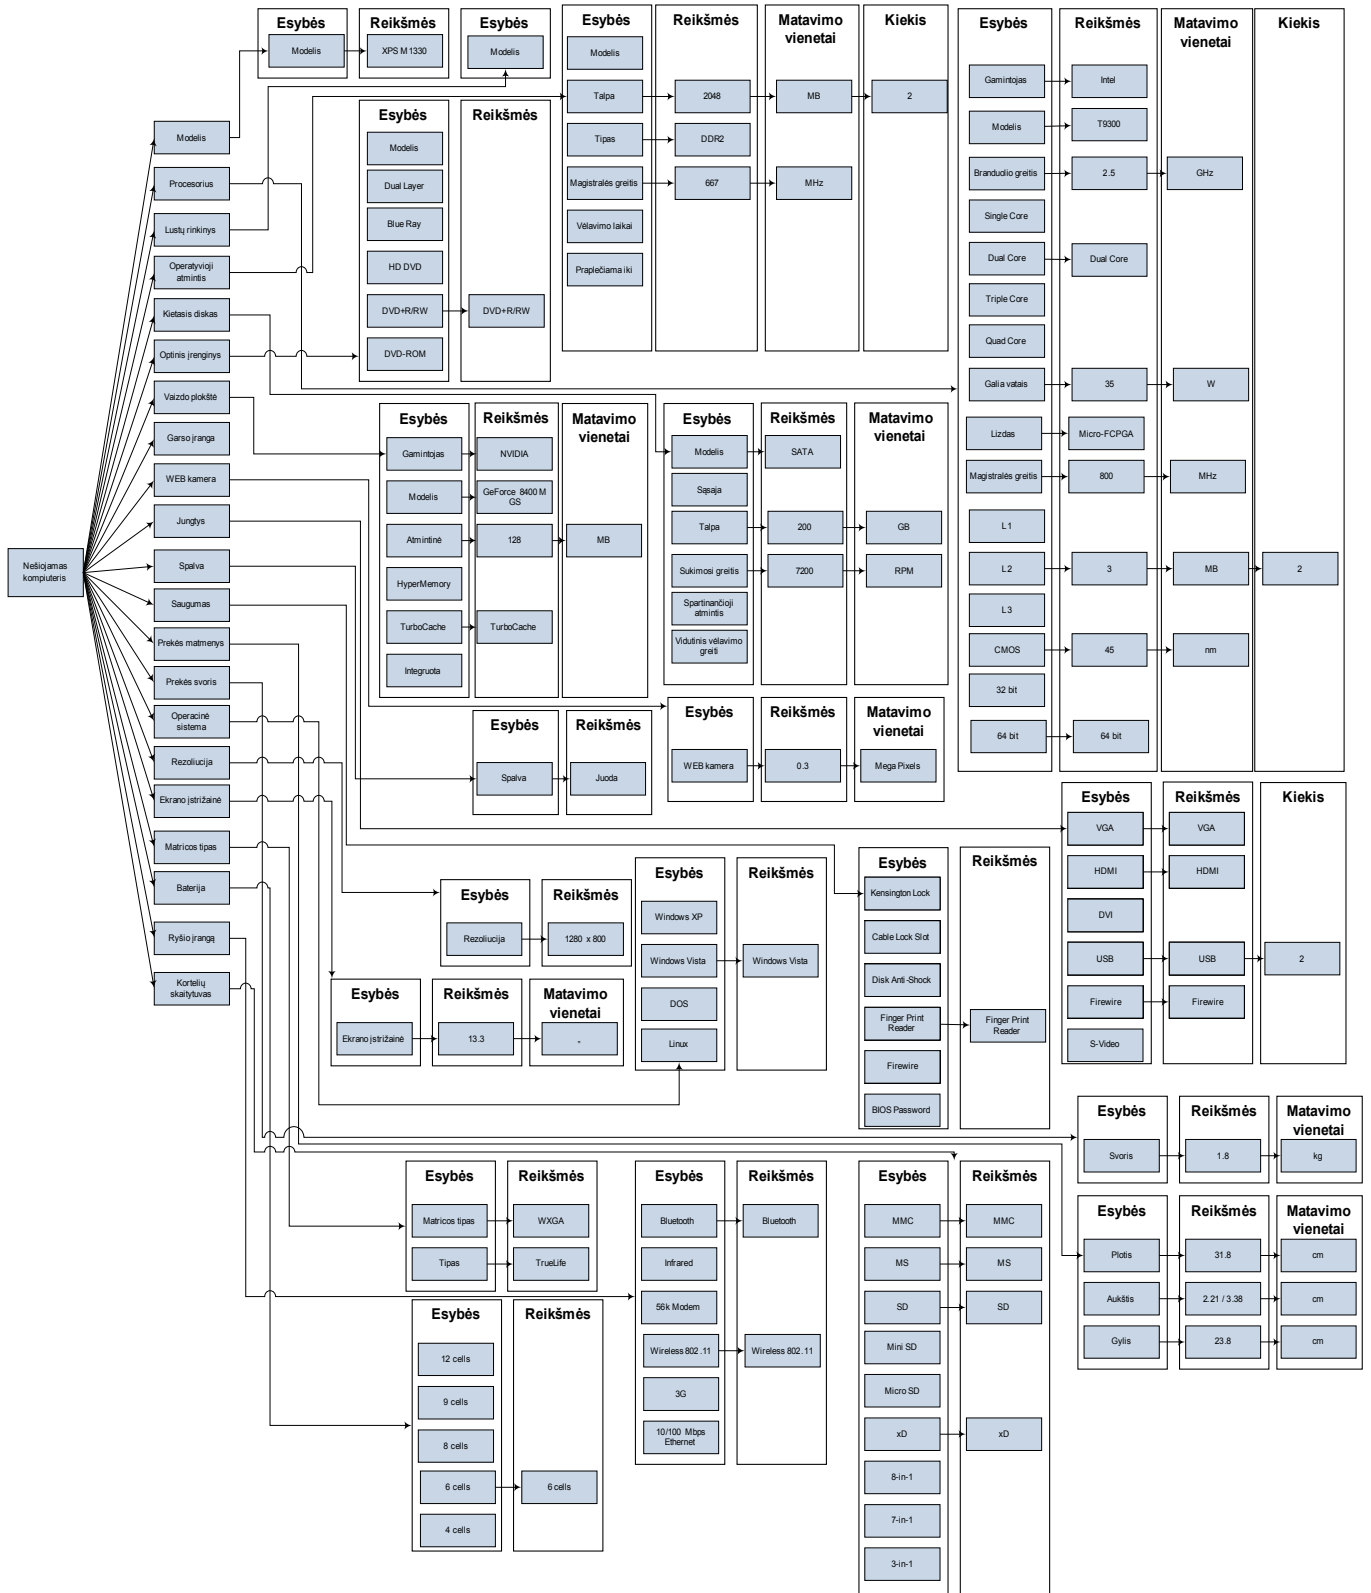 Nešiojamas
kompiuteris
Modelis
Procesorius
Lustų rinkinys
Operatyvioji
atmintis
Kietasis diskas
Optinis įrenginys
Vaizdo plokštė
Garso įranga
WEB kamera
Jungtys
Spalva
Saugumas
Prekės matmenys
Prekės svoris
Operacinė
sistema
Rezoliucija
Ekrano įstrižainė
Matricos tipas
Baterija
Ryšio įrangą
Kortelių
skaitytuvas
Esybės
Modelis
Reikšmės
XPS M1330
Esybės
Modelis
Esybės
Modelis
Dual Layer
Blue Ray
HD DVD
DVD+R/RW
DVD-ROM
Reikšmės
DVD+R/RW
Esybės
Modelis
Talpa
Tipas
Magistralės greitis
Vėlavimo laikai
Praplečiama iki
Reikšmės
2048
DDR2
667
Matavimo
vienetai
MB
MHz
Kiekis
2
Esybės
Gamintojas
Modelis
Branduolio greitis
Single Core
Dual Core
Triple Core
Quad Core
Galia vatais
Lizdas
Magistralės greitis
L1
L2
L3
CMOS
32 bit
64 bit
Reikšmės
Intel
T9300
2.5
Dual Core
35
Micro-FCPGA
800
3
45
64 bit
Matavimo
vienetai
GHz
W
MHz
MB
nm
Kiekis
2
Esybės
Gamintojas
Modelis
Atmintinė
HyperMemory
TurboCache
Integruota
Reikšmės
NVIDIA
GeForce 8400 M
GS
128
TurboCache
Matavimo
vienetai
MB
Esybės
Modelis
Sąsaja
Talpa
Sukimosi greitis
Spartinančioji
atmintis
Vidutinis vėlavimo
greiti
Reikšmės
SATA
200
7200
Matavimo
vienetai
GB
RPM
Esybės
WEB kamera
Reikšmės
0.3
Matavimo
vienetai
Mega Pixels
Esybės
Spalva
Reikšmės
Juoda
Esybės
VGA
HDMI
DVI
USB
Firewire
S-Video
Reikšmės
VGA
HDMI
USB
Firewire
Kiekis
2
Esybės
Kensington Lock
Cable Lock Slot
Disk Anti-Shock
Finger Print
Reader
Firewire
BIOS Password
Reikšmės
Finger Print
Reader
Esybės
Rezoliucija
Reikšmės
1280 x 800
Esybės
Windows XP
Windows Vista
DOS
Linux
Reikšmės
Windows Vista
Esybės
Ekrano įstrižainė
Reikšmės
13.3
Matavimo
vienetai
-
Esybės
Svoris
Reikšmės
1.8
Matavimo
vienetai
kg
Esybės
Plotis
Aukštis
Gylis
Reikšmės
31.8
2.21 / 3.38
23.8
Matavimo
vienetai
cm
cm
cm
Esybės
Matricos tipas
Tipas
Reikšmės
WXGA
TrueLife
Esybės
Bluetooth
Infrared
56k Modem
Wireless 802.11
3G
10/100 Mbps
Ethernet
Reikšmės
Bluetooth
Wireless 802.11
Esybės
MMC
MS
SD
Mini SD
Micro SD
xD
8-in-1
7-in-1
3-in-1
Reikšmės
MMC
MS
SD
xD
Esybės
12 cells
9 cells
8 cells
6 cells
4 cells
Reikšmės
6 cells